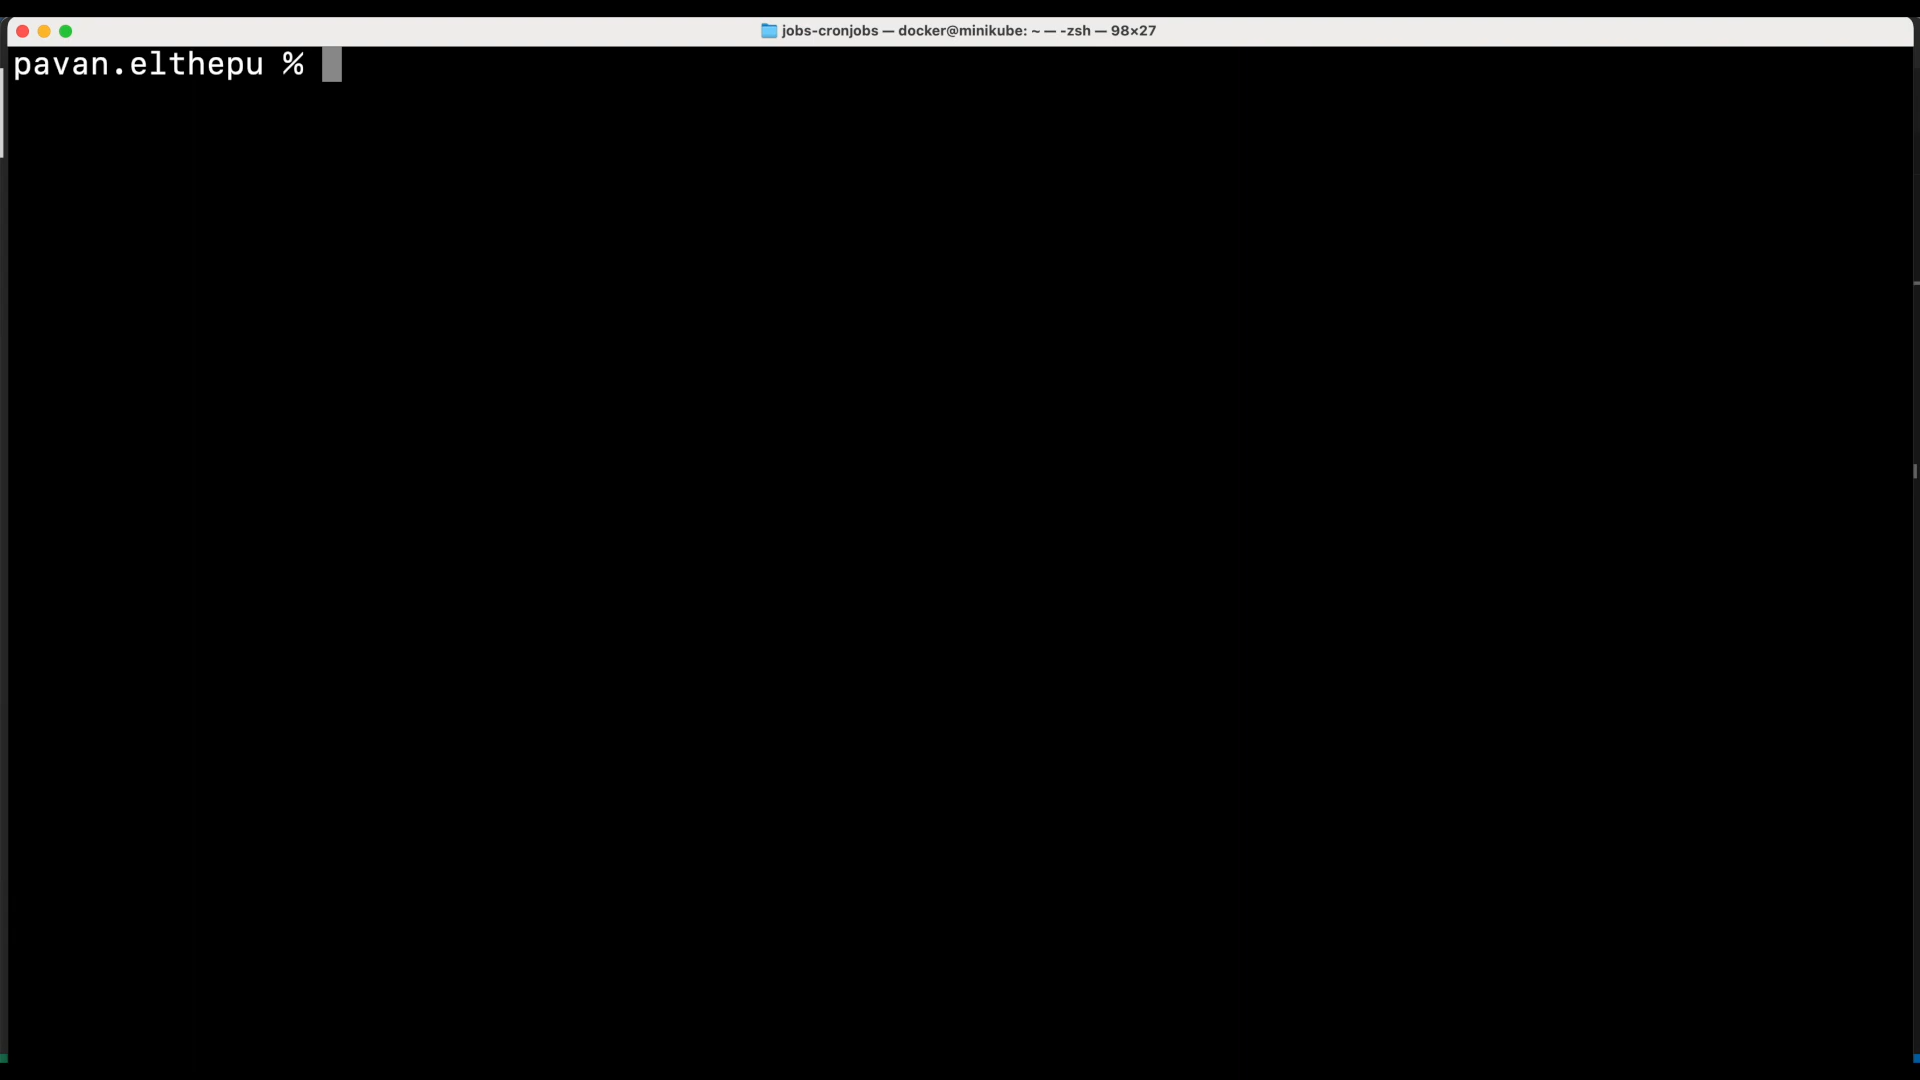 jobs-cronjobs — docker@minikube: ~ — -zsh — 98×27
pavan.elthepu %